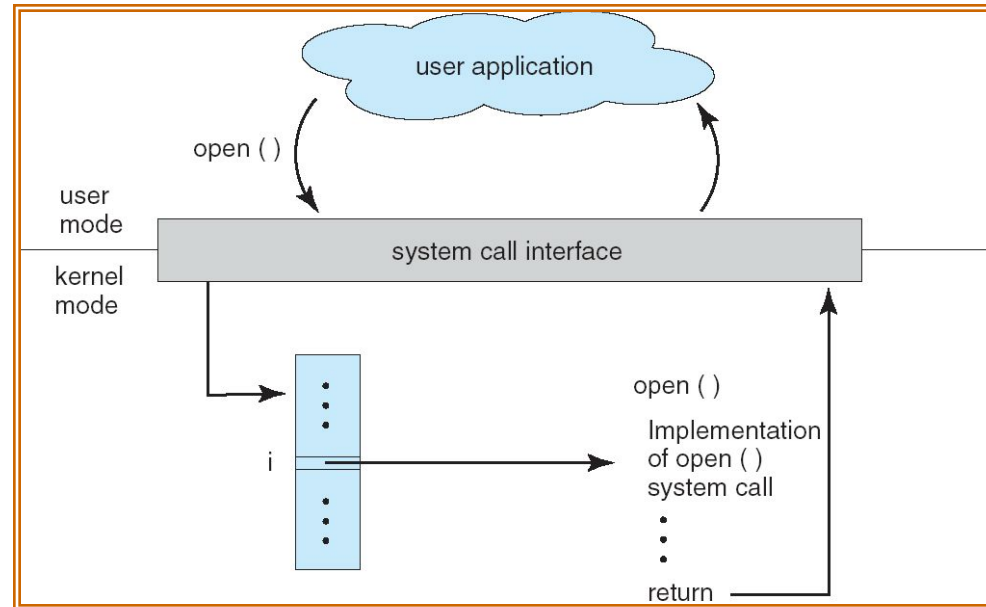 user application
open ( )
user
mode
system call interface
kernel
mode
open ( )
Implementation
of open ( )
system call
i
return